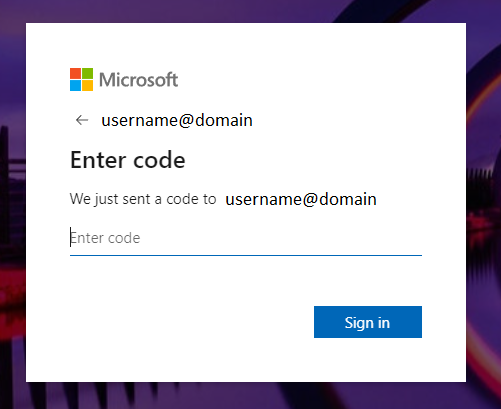 Microsoft
← username@domain
Enter code
We just sent a code to username@domain
Enter code
Sign in